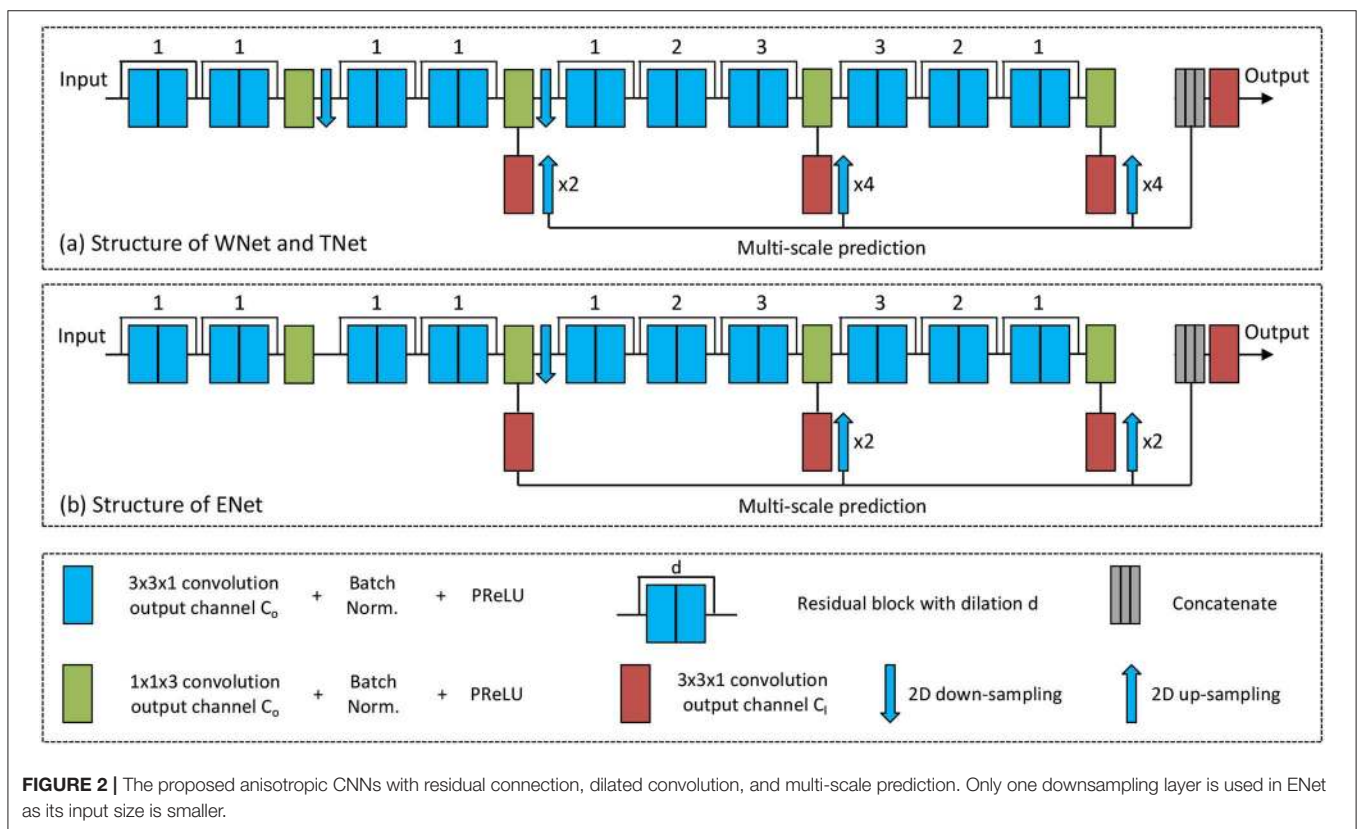 1 1 1 1 1 2 3 3 2 1
Input
Output
x2
x4
x4
(a) Structure of WNet and TNet
Multi-scale prediction
1 1 1 1 1 2 3 3 2 1
Input
Output
x2
x2
(b) Structure of ENet
Multi-scale prediction
3x3x1 convolution
output channel Co
+ Batch
Norm.
+ PReLU
d
Residual block with dilation d
Concatenate
1x1x3 convolution
output channel Co
+ Batch
Norm.
+ PReLU
3x3x1 convolution
output channel Cl
2D down-sampling
2D up-sampling
FIGURE 2 | The proposed anisotropic CNNs with residual connection, dilated convolution, and multi-scale prediction. Only one downsampling layer is used in ENet
as its input size is smaller.